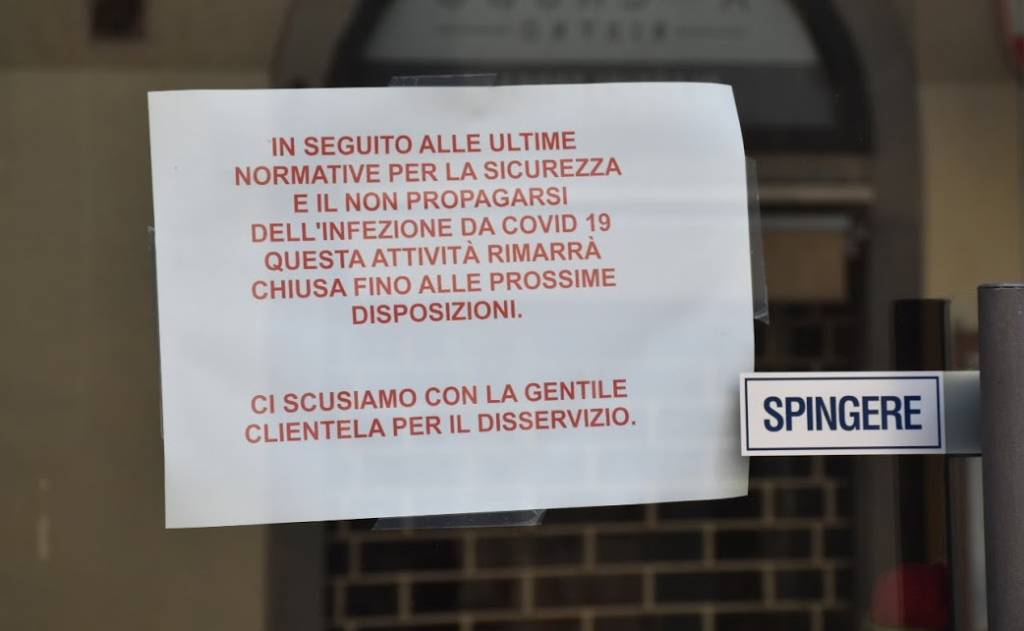 IN SEGUITO ALLE ULTIME
NORMATIVE PER LA SICUREZZA
E IL NON PROPAGARSI
DELL'INFEZIONE DA COVID 19
QUESTA ATTIVITÀ RIMARRÀ
CHIUSA FINO ALLE PROSSIME
DISPOSIZIONI.
CI SCUSIAMO CON LA GENTILE
CLIENTELA PER IL DISSERVIZIO.
SPINGERE